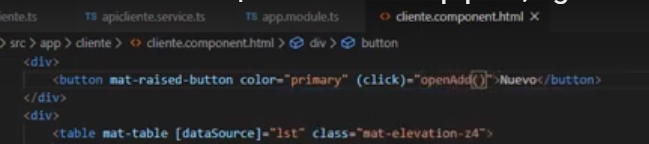 ente.ts TS apicliente.service.ts TS app.module.ts <> cliente.component.html ×
> src > app > cliente > <> cliente.component.html > div > button
<div>
<button mat-raised-button color="primary" (click)="openAdd()">Nuevo</button>
</div>
<div>
<table mat-table [dataSource]="lst" class="mat-elevation-z4">